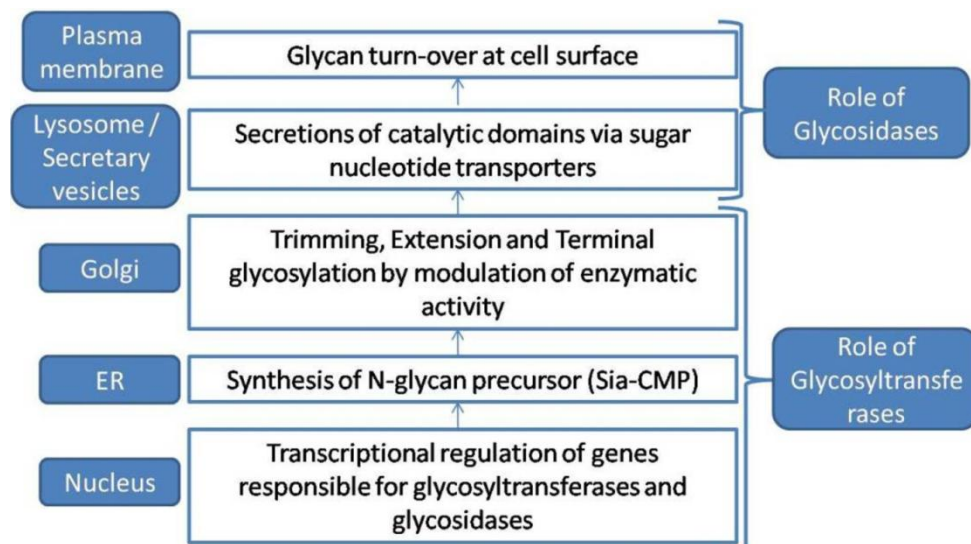 Plasma
membrane
Glycan turn-over at cell surface
Lysosome /
Secretary
vesicles
Secretions of catalytic domains via sugar
nucleotide transporters
Role of
Glycosidases
Golgi
Trimming, Extension and Terminal
glycosylation by modulation of enzymatic
activity
ER
Synthesis of N-glycan precursor (Sia-CMP)
Role of
Glycosyltransfe
rases
Nucleus
Transcriptional regulation of genes
responsible for glycosyltransferases and
glycosidases